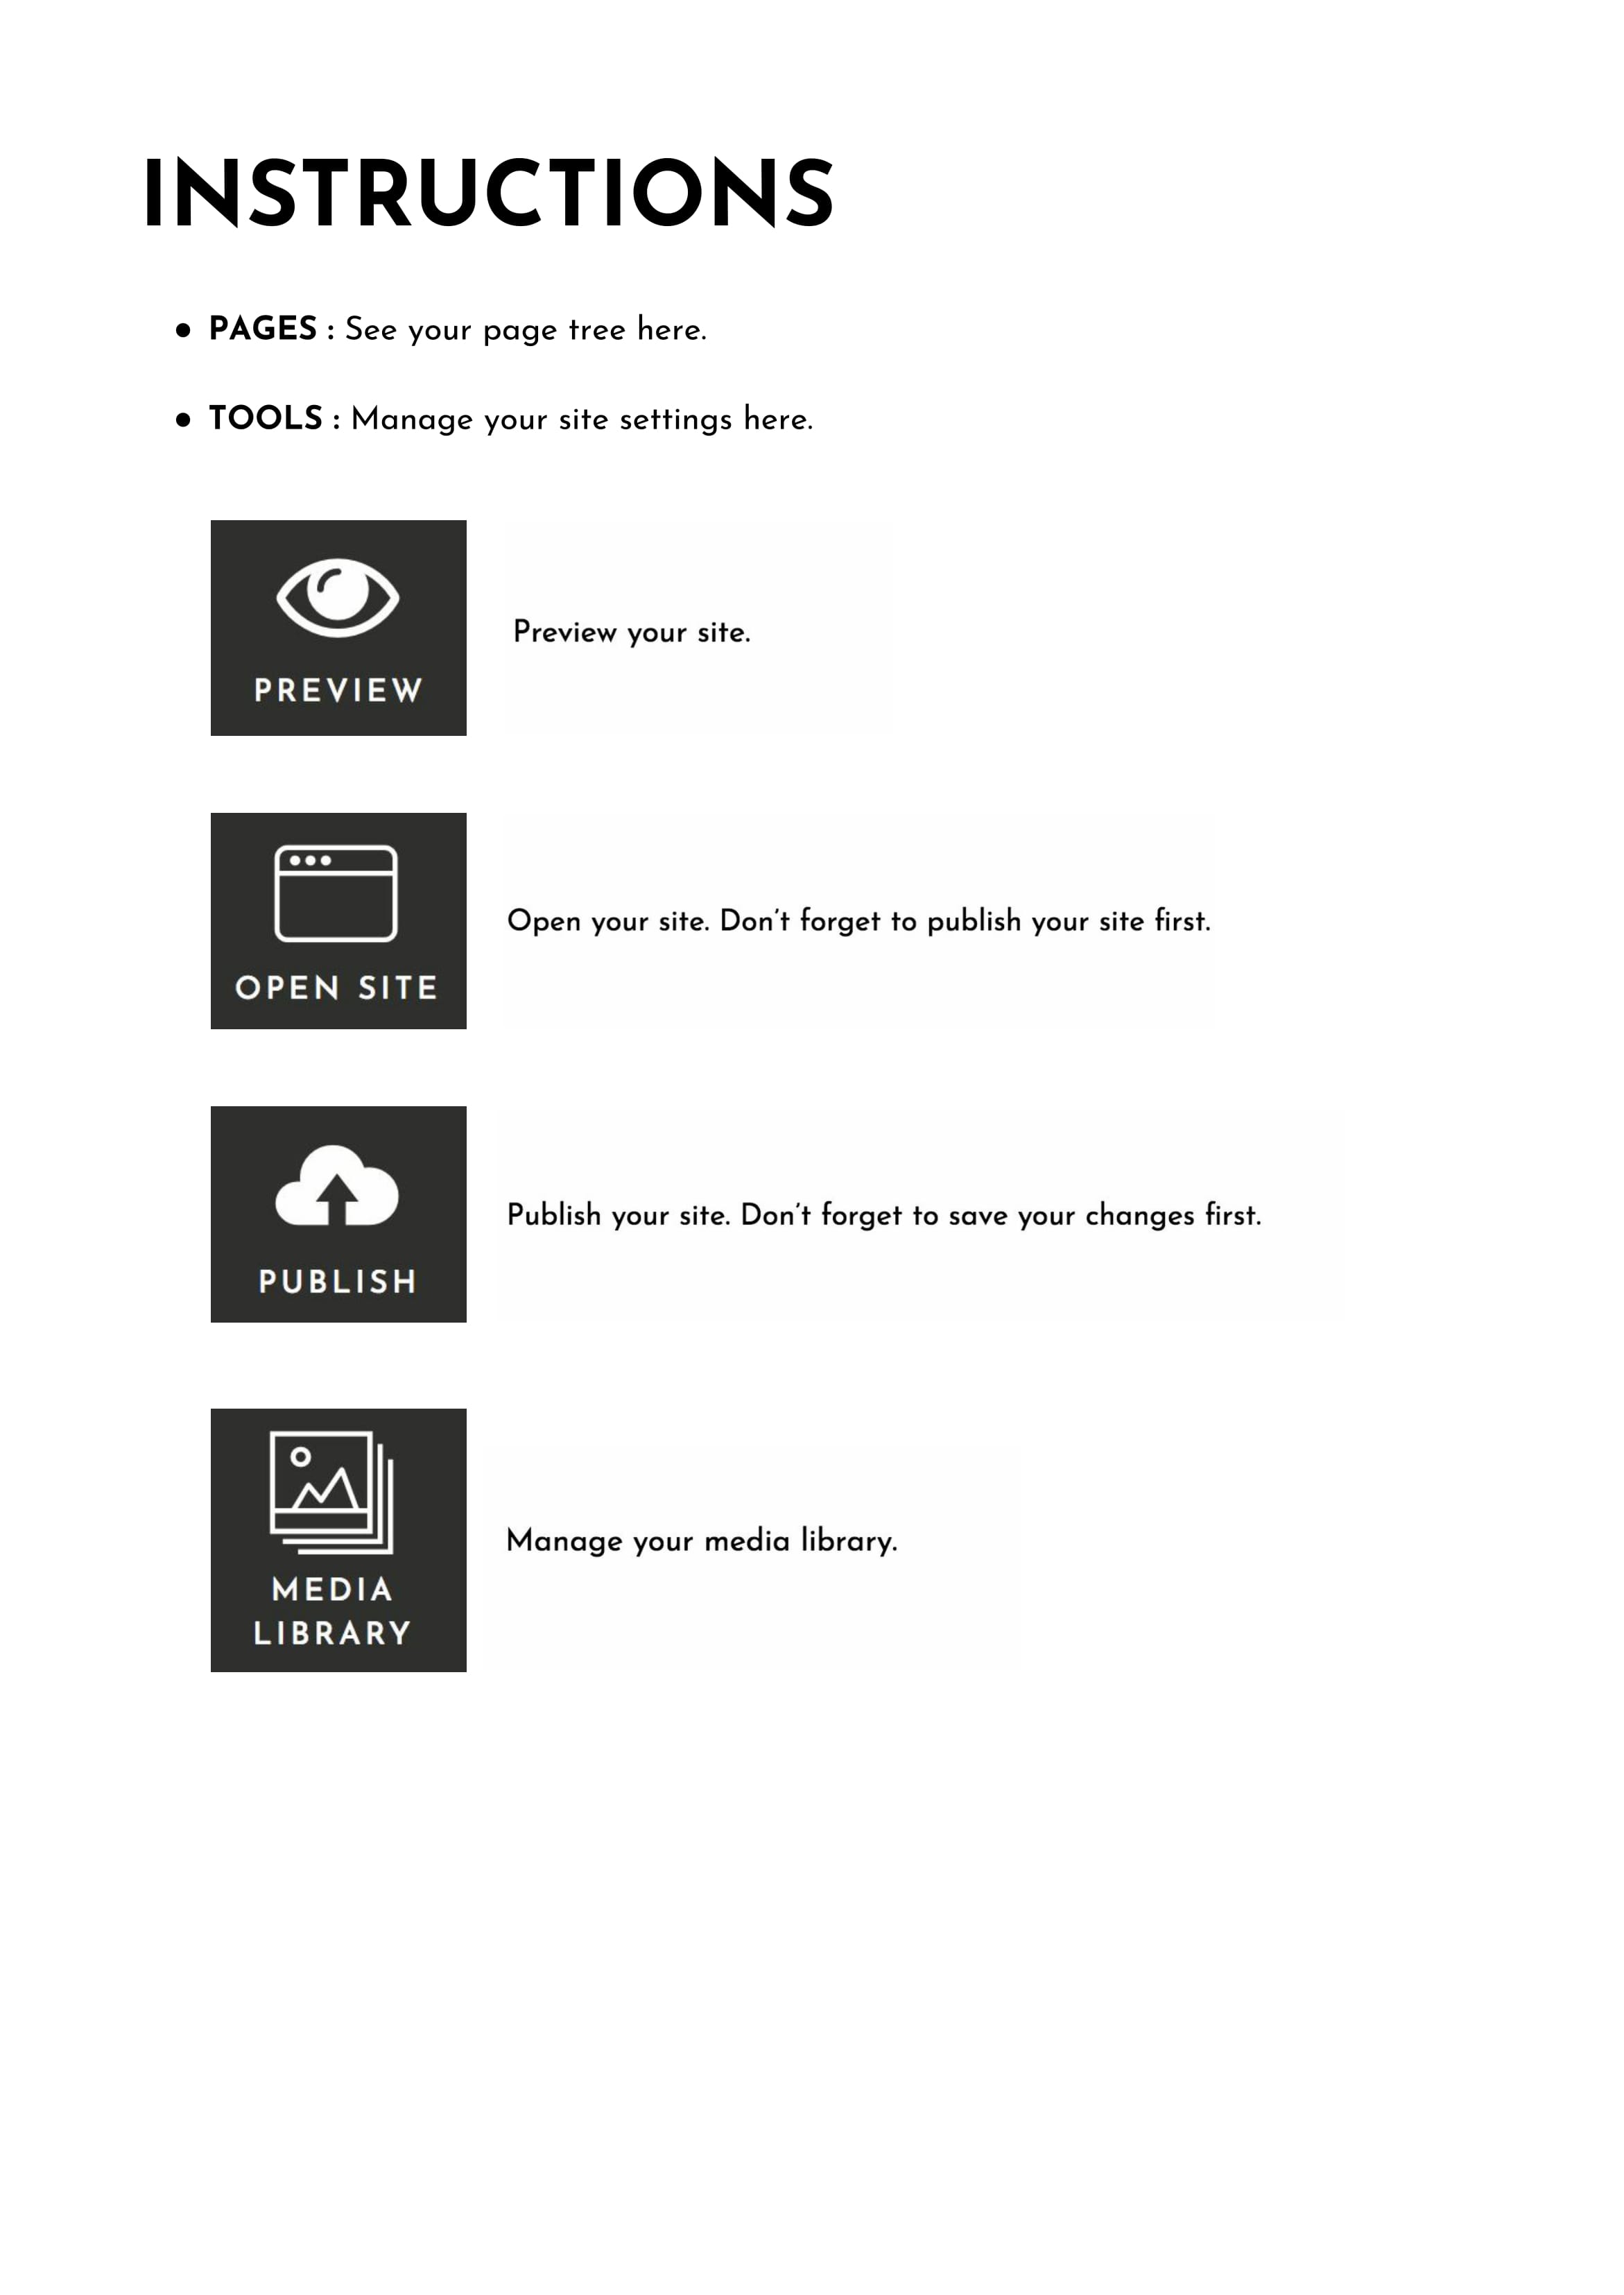 INSTRUCTIONS
● PAGES : See your page tree here.
● TOOLS : Manage your site settings here.
PREVIEW
Preview your site.
OPEN SITE
Open your site. Don't forget to publish your site first.
PUBLISH
Publish your site. Don't forget to save your changes first.
MEDIA
LIBRARY
Manage your media library.